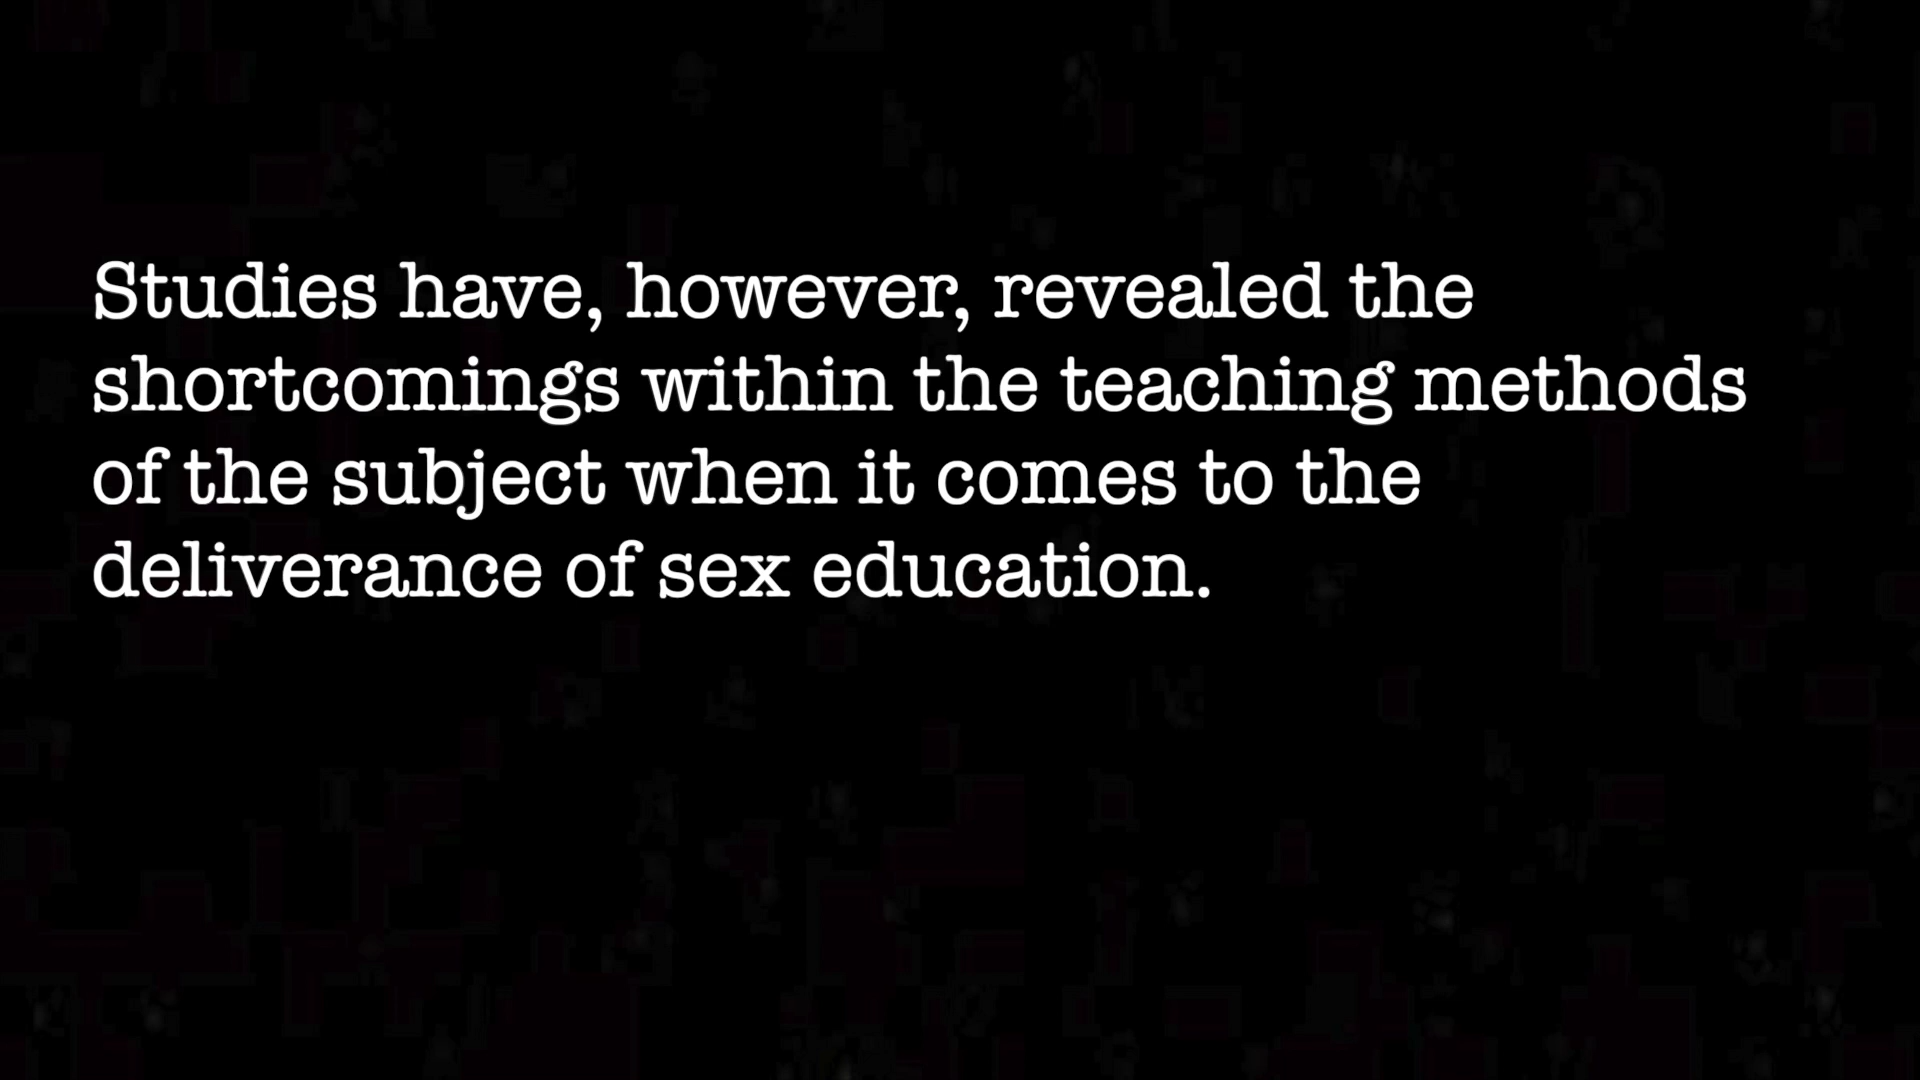 Studies have, however, revealed the
shortcomings within the teaching methods
of the subject when it comes to the
deliverance of sex education.